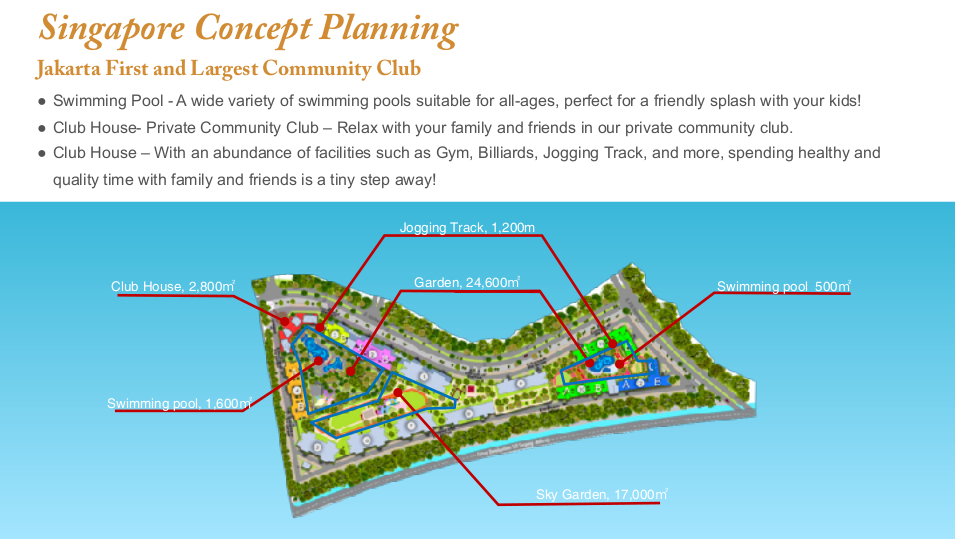 Singapore Concept Planning
Jakarta First and Largest Community Club
● Swimming Pool - A wide variety of swimming pools suitable for all-ages, perfect for a friendly splash with your kids!
● Club House- Private Community Club – Relax with your family and friends in our private community club.
● Club House – With an abundance of facilities such as Gym, Billiards, Jogging Track, and more, spending healthy and
quality time with family and friends is a tiny step away!
Jogging Track, 1,200m
Club House, 2,800㎡
Garden, 24,600㎡
Swimming pool 500㎡
Swimming pool, 1,600㎡
Sky Garden, 17,000㎡